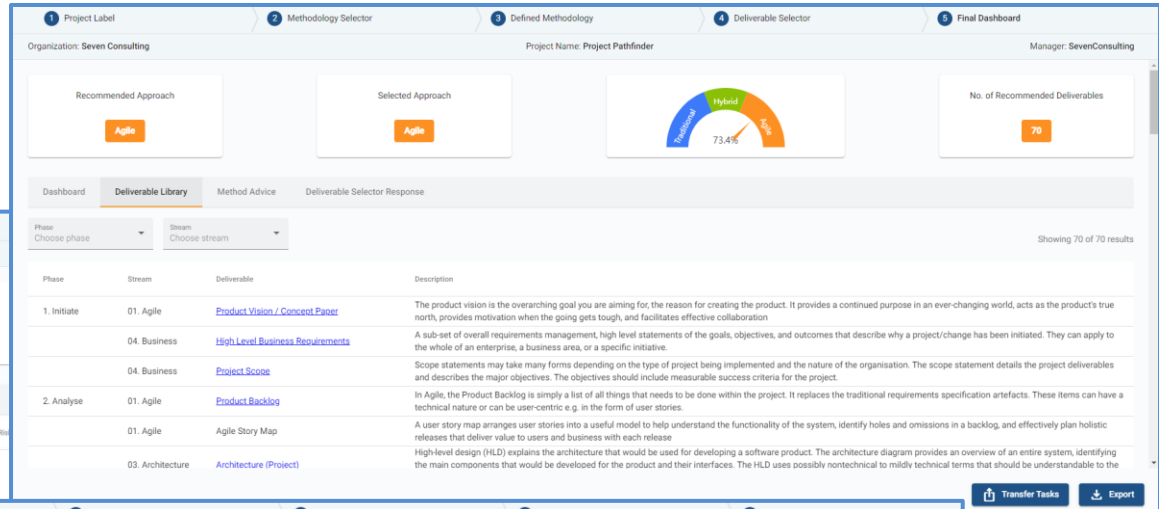 1 Project Label
2 Methodology Selector
3 Defined Methodology
4 Deliverable Selector
5 Final Dashboard
Organization: Seven Consulting
Project Name: Project Pathfinder
Manager: SevenConsulting
Recommended Approach
Agile
Selected Approach
Agile
Traditional
Hybrid
Agile
73.4%
No. of Recommended Deliverables
70
Dashboard
Deliverable Library
Method Advice
Deliverable Selector Response
Phase
Choose phase
Stream
Choose stream
Showing 70 of 70 results
Phase Stream Deliverable Description
1. Initiate 01. Agile Product Vision / Concept Paper
The product vision is the overarching goal you are aiming for, the reason for creating the product. It provides a continued purpose in an ever-changing world, acts as the product's true
north, provides motivation when the going gets tough, and facilitates effective collaboration
04. Business High Level Business Requirements
A sub-set of overall requirements management, high level statements of the goals, objectives, and outcomes that describe why a project/change has been initiated. They can apply to
the whole of an enterprise, a business area, or a specific initiative.
04. Business Project Scope
Scope statements may take many forms depending on the type of project being implemented and the nature of the organisation. The scope statement details the project deliverables
and describes the major objectives. The objectives should include measurable success criteria for the project.
2. Analyse 01. Agile Product Backlog
In Agile, the Product Backlog is simply a list of all things that needs to be done within the project. It replaces the traditional requirements specification artefacts. These items can have a
technical nature or can be user-centric e.g. in the form of user stories.
01. Agile Agile Story Map
A user story map arranges user stories into a useful model to help understand the functionality of the system, identify holes and omissions in a backlog, and effectively plan holistic
releases that deliver value to users and business with each release
03. Architecture Architecture (Project)
High-level design (HLD) explains the architecture that would be used for developing a software product. The architecture diagram provides an overview of an entire system, identifying
the main components that would be developed for the product and their interfaces. The HLD uses possibly nontechnical to mildly technical terms that should be understandable to the
Transfer Tasks
Export